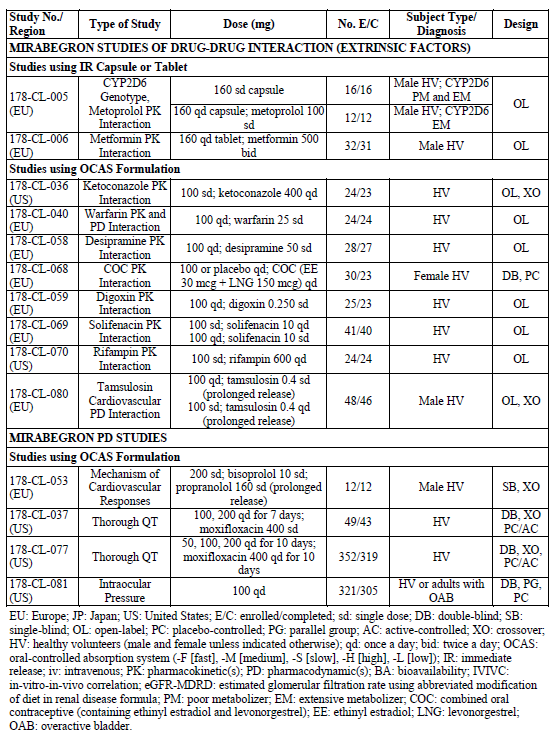 Study No./ Region Type of Study Dose (mg) No. E/C Subject Type/ Diagnosis Design
MIRABEGRON STUDIES OF DRUG-DRUG INTERACTION (EXTRINSIC FACTORS)
Studies using IR Capsule or Tablet
178-CL-005 (EU) CYP2D6 Genotype, Metoprolol PK Interaction 160 sd capsule 16/16 Male HV; CYP2D6 PM and EM OL
160 qd capsule; metoprolol 100 sd 12/12 Male HV; CYP2D6 EM
178-CL-006 (EU) Metformin PK Interaction 160 qd tablet; metformin 500 bid 32/31 Male HV OL
Studies using OCAS Formulation
178-CL-036 (US) Ketoconazole PK Interaction 100 sd; ketoconazole 400 qd 24/23 HV OL, XO
178-CL-040 (EU) Warfarin PK and PD Interaction 100 qd; warfarin 25 sd 24/24 HV OL
178-CL-058 (EU) Desipramine PK Interaction 100 qd; desipramine 50 sd 28/27 HV OL
178-CL-068 (EU) COC PK Interaction 100 or placebo qd; COC (EE 30 mcg + LNG 150 mcg) qd 30/23 Female HV DB, PC
178-CL-059 (EU) Digoxin PK Interaction 100 qd; digoxin 0.250 sd 25/23 HV OL
178-CL-069 (EU) Solifenacin PK Interaction 100 sd; solifenacin 10 qd 100 qd; solifenacin 10 sd 41/40 HV OL
178-CL-070 (US) Rifampin PK Interaction 100 sd; rifampin 600 qd 24/24 HV OL
178-CL-080 (EU) Tamsulosin Cardiovascular PD Interaction 100 qd; tamsulosin 0.4 sd (prolonged release) 100 sd; tamsulosin 0.4 qd (prolonged release) 48/46 Male HV OL, XO
MIRABEGRON PD STUDIES
Studies using OCAS Formulation
178-CL-053 (EU) Mechanism of Cardiovascular Responses 200 sd; bisoprolol 10 sd; propranolol 160 sd (prolonged release) 12/12 Male HV SB, XO
178-CL-037 (US) Thorough QT 100, 200 qd for 7 days; moxifloxacin 400 sd 49/43 HV DB, XO PC/AC
178-CL-077 (US) Thorough QT 50, 100, 200 qd for 10 days; moxifloxacin 400 qd for 10 days 352/319 HV DB, XO, PC/AC
178-CL-081 (US) Intraocular Pressure 100 qd 321/305 HV or adults with OAB DB, PG, PC
EU: Europe; JP: Japan; US: United States; E/C: enrolled/completed; sd: single dose; DB: double-blind; SB:
single-blind; OL: open-label; PC: placebo-controlled; PG: parallel group; AC: active-controlled; XO: crossover;
HV: healthy volunteers (male and female unless indicated otherwise); qd: once a day; bid: twice a day; OCAS:
oral-controlled absorption system (-F [fast], -M [medium], -S [slow], -H [high], -L [low]); IR: immediate
release; iv: intravenous; PK: pharmacokinetic(s); PD: pharmacodynamic(s); BA: bioavailability; IVIVC:
in-vitro-in-vivo correlation; eGFR-MDRD: estimated glomerular filtration rate using abbreviated modification
of diet in renal disease formula; PM: poor metabolizer; EM: extensive metabolizer; COC: combined oral
contraceptive (containing ethinyl estradiol and levonorgestrel); EE: ethinyl estradiol; LNG: levonorgestrel;
OAB: overactive bladder.